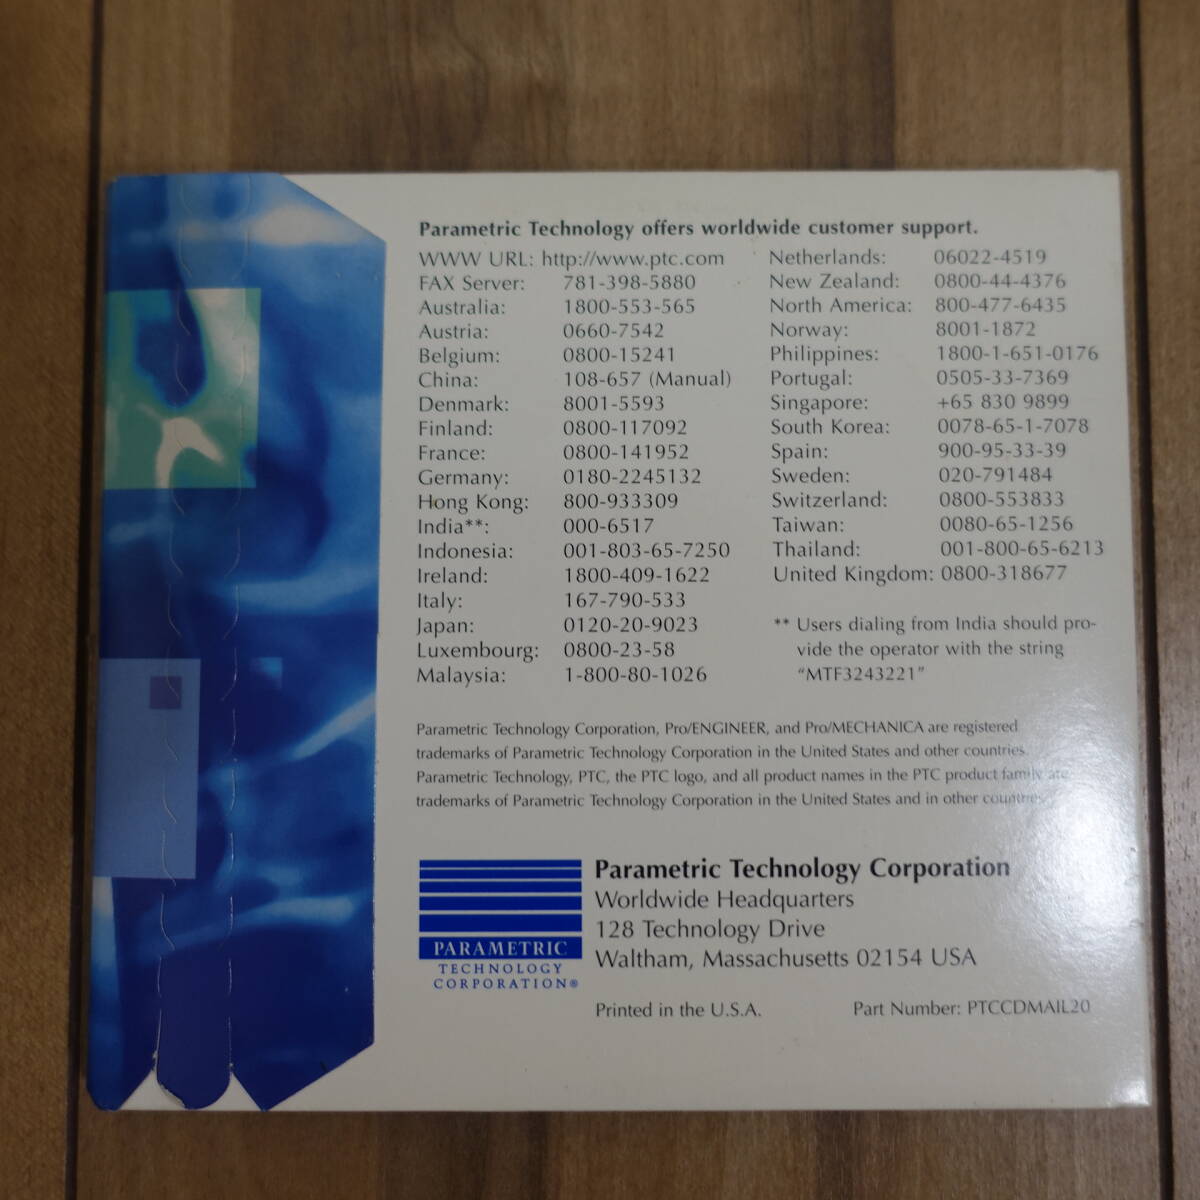 Parametric Technology offers worldwide customer support.
WWW URL: http://www.ptc.com
FAX Server: 781-398-5880
Australia: 1800-553-565
Austria: 0660-7542
Belgium: 0800-15241
China: 108-657 (Manual)
Denmark: 8001-5593
Finland: 0800-117092
France: 0800-141952
Germany: 0180-2245132
Hong Kong: 800-933309
India**: 000-6517
Indonesia: 001-803-65-7250
Ireland: 1800-409-1622
Italy: 167-790-533
Japan: 0120-20-9023
Luxembourg: 0800-23-58
Malaysia: 1-800-80-1026
Netherlands: 06022-4519
New Zealand: 0800-44-4376
North America: 800-477-6435
Norway: 8001-1872
Philippines: 1800-1-651-0176
Portugal: 0505-33-7369
Singapore: +65 830 9899
South Korea: 0078-65-1-7078
Spain: 900-95-33-39
Sweden: 020-791484
Switzerland: 0800-553833
Taiwan: 0080-65-1256
Thailand: 001-800-65-6213
United Kingdom: 0800-318677
** Users dialing from India should pro-
vide the operator with the string
“MTF3243221”
Parametric Technology Corporation, Pro/ENGINEER, and Pro/MECHANICA are registered
trademarks of Parametric Technology Corporation in the United States and other countries.
Parametric Technology, PTC, the PTC logo, and all product names in the PTC product family are
trademarks of Parametric Technology Corporation in the United States and in other countries.
PARAMETRIC
TECHNOLOGY
CORPORATION®
Parametric Technology Corporation
Worldwide Headquarters
128 Technology Drive
Waltham, Massachusetts 02154 USA
Printed in the U.S.A. Part Number: PTCCDMAIL20